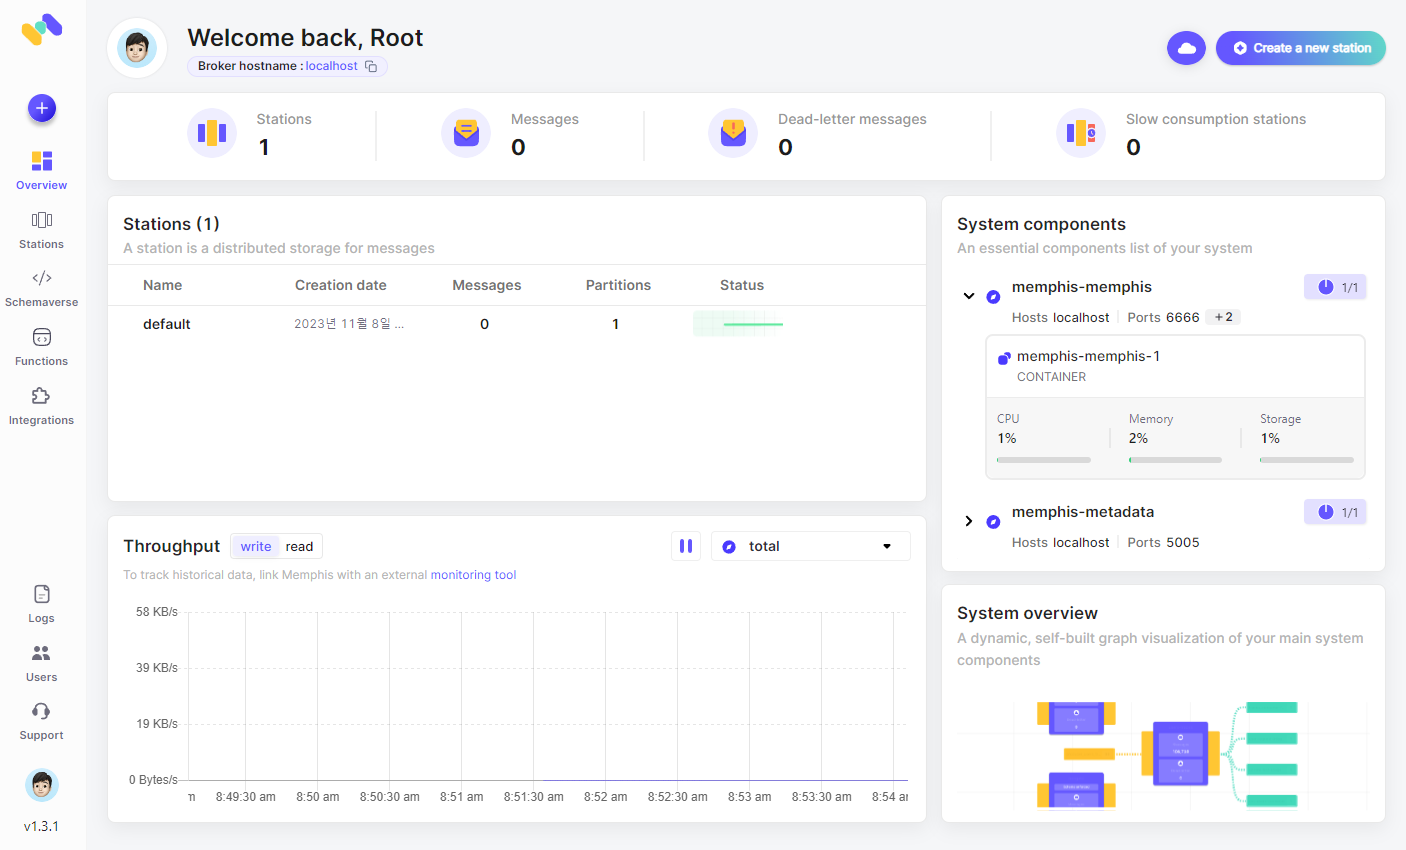 Welcome back, Root
Broker hostname : localhost
Create a new station
Stations
1
Messages
0
Dead-letter messages
0
Slow consumption stations
0
Overview
Stations
Schemaverse
Functions
Integrations
Logs
Users
Support
v1.3.1
Stations (1)
A station is a distributed storage for messages
Name Creation date Messages Partitions Status
default 2023년 11월 8일 ... 0 1
Throughput write read
total
To track historical data, link Memphis with an external monitoring tool
58 KB/s
39 KB/s
19 KB/s
0 Bytes/s
m 8:49:30 am 8:50 am 8:50:30 am 8:51 am 8:51:30 am 8:52 am 8:52:30 am 8:53 am 8:53:30 am 8:54 a
System components
An essential components list of your system
memphis-memphis 1/1
Hosts localhost Ports 6666 +2
memphis-memphis-1
CONTAINER
CPU Memory Storage
1% 2% 1%
memphis-metadata 1/1
Hosts localhost Ports 5005
System overview
A dynamic, self-built graph visualization of your main system
components